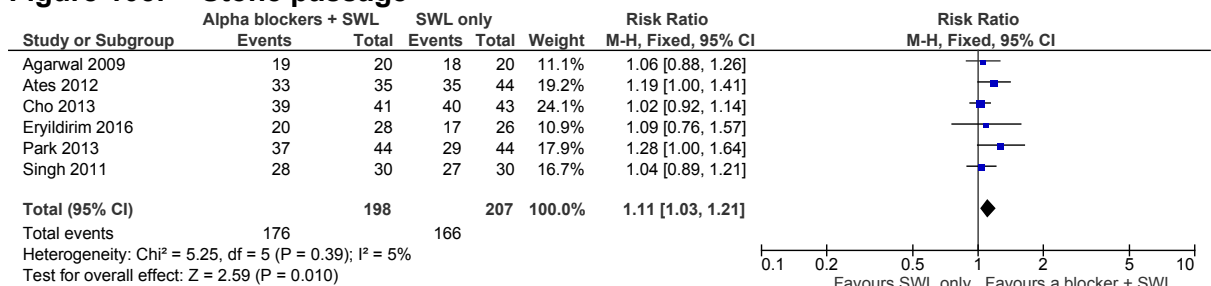 Alpha blockers + SWL SWL only Risk Ratio Risk Ratio
Study or Subgroup Events Total Events Total Weight M-H, Fixed, 95% CI M-H, Fixed, 95% CI
Agarwal 2009 19 20 18 20 11.1% 1.06 [0.88, 1.26]
Ates 2012 33 35 35 44 19.2% 1.19 [1.00, 1.41]
Cho 2013 39 41 40 43 24.1% 1.02 [0.92, 1.14]
Eryildirim 2016 20 28 17 26 10.9% 1.09 [0.76, 1.57]
Park 2013 37 44 29 44 17.9% 1.28 [1.00, 1.64]
Singh 2011 28 30 27 30 16.7% 1.04 [0.89, 1.21]
Total (95% CI) 198 207 100.0% 1.11 [1.03, 1.21]
Total events 176 166
Heterogeneity: Chi² = 5.25, df = 5 (P = 0.39); I² = 5%
Test for overall effect: Z = 2.59 (P = 0.010)
0.1 0.2 0.5 1 2 5 10
Favours SWL only Favours a blocker + SWL